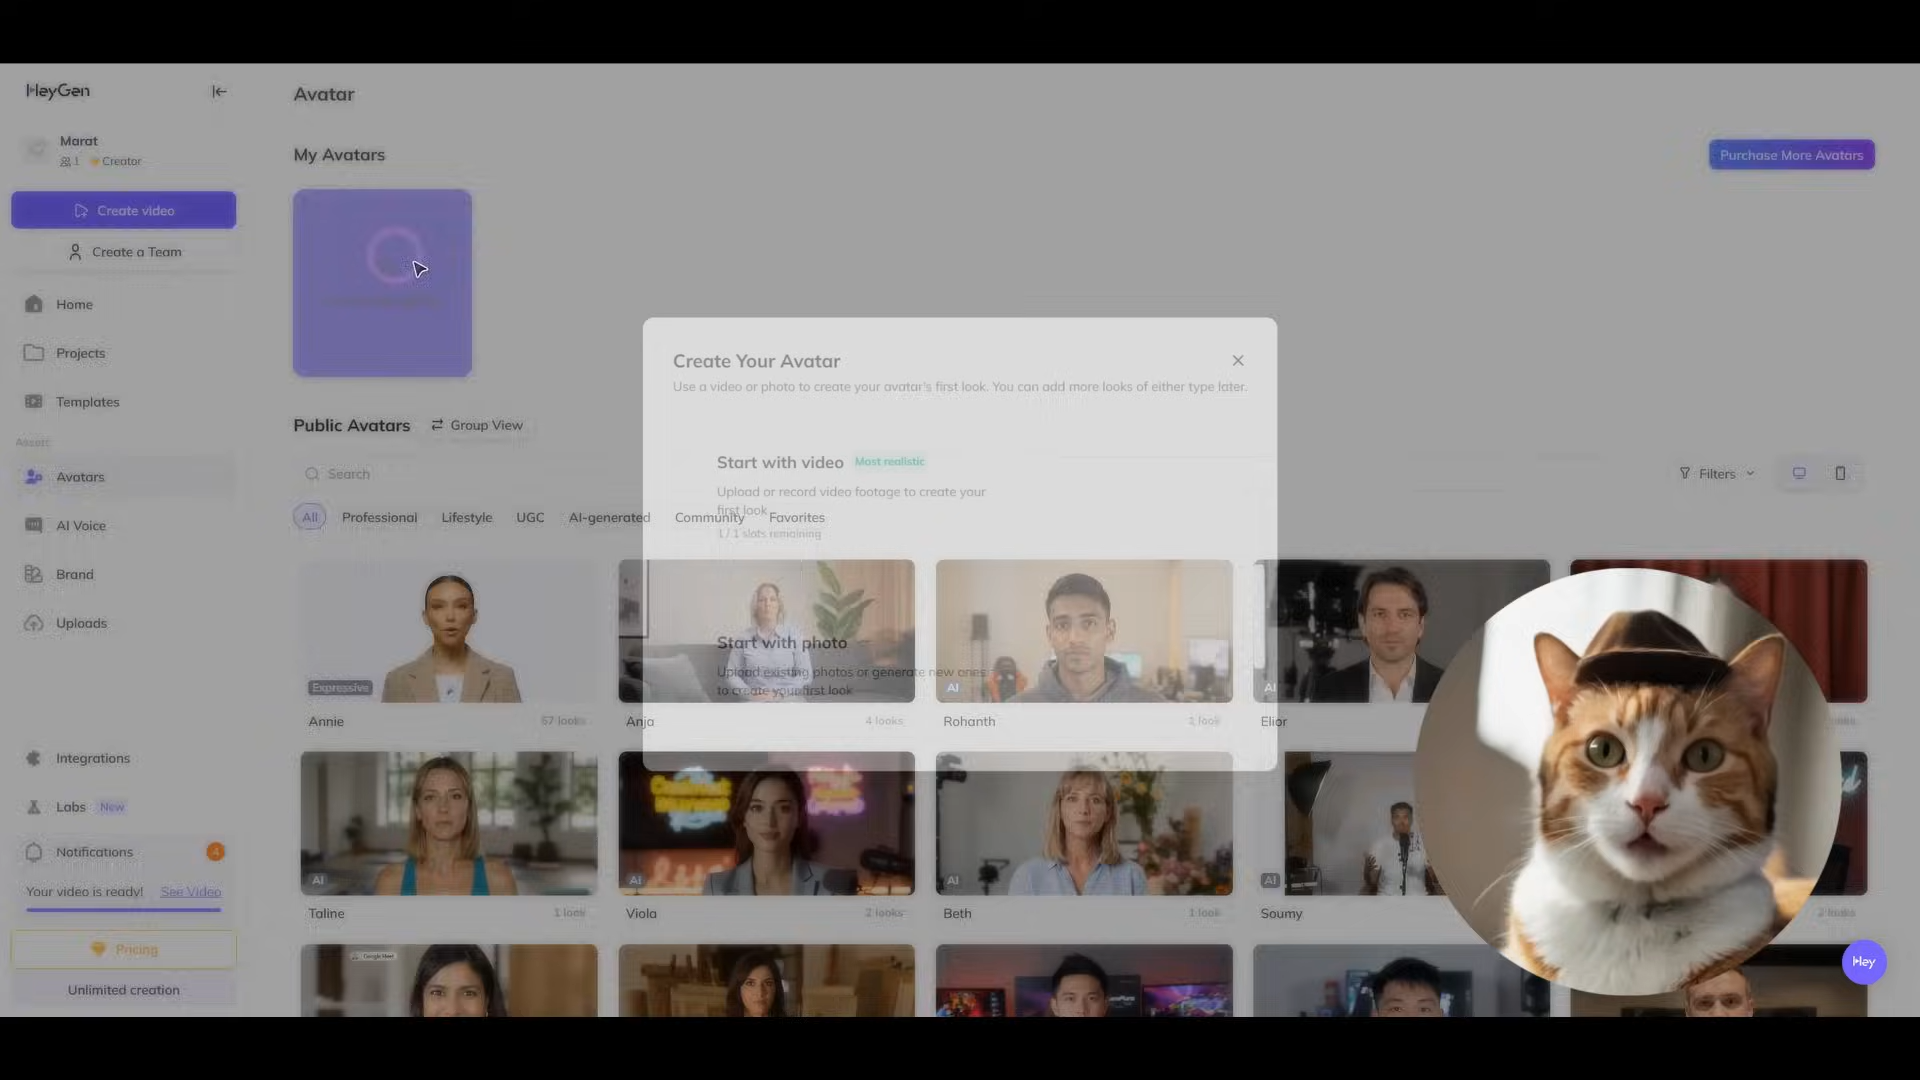 HeyGen
Marat
1 Creator
Create video
Create a Team
Home
Projects
Templates
Assets
Avatars
AI Voice
Brand
Uploads
Integrations
Labs New
Notifications 4
Your video is ready! See Video
Pricing
Unlimited creation
Avatar
My Avatars
Purchase More Avatars
Public Avatars Group View
Search
Filters
All Professional Lifestyle UGC AI-generated Community Favorites
Create Your Avatar
Use a video or photo to create your avatar's first look. You can add more looks of either type later.
Start with video Most realistic
Upload or record video footage to create your
first look
1 / 1 slots remaining
Start with photo
Upload existing photos or generate new ones
to create your first look
Expressive
AI
AI
Annie 67 looks
Anja 4 looks
Rohanth 1 look
Elior
AI
AI
AI
AI
Taline 1 look
Viola 2 looks
Beth 1 look
Soumy
2 looks
Google Meet
Hey